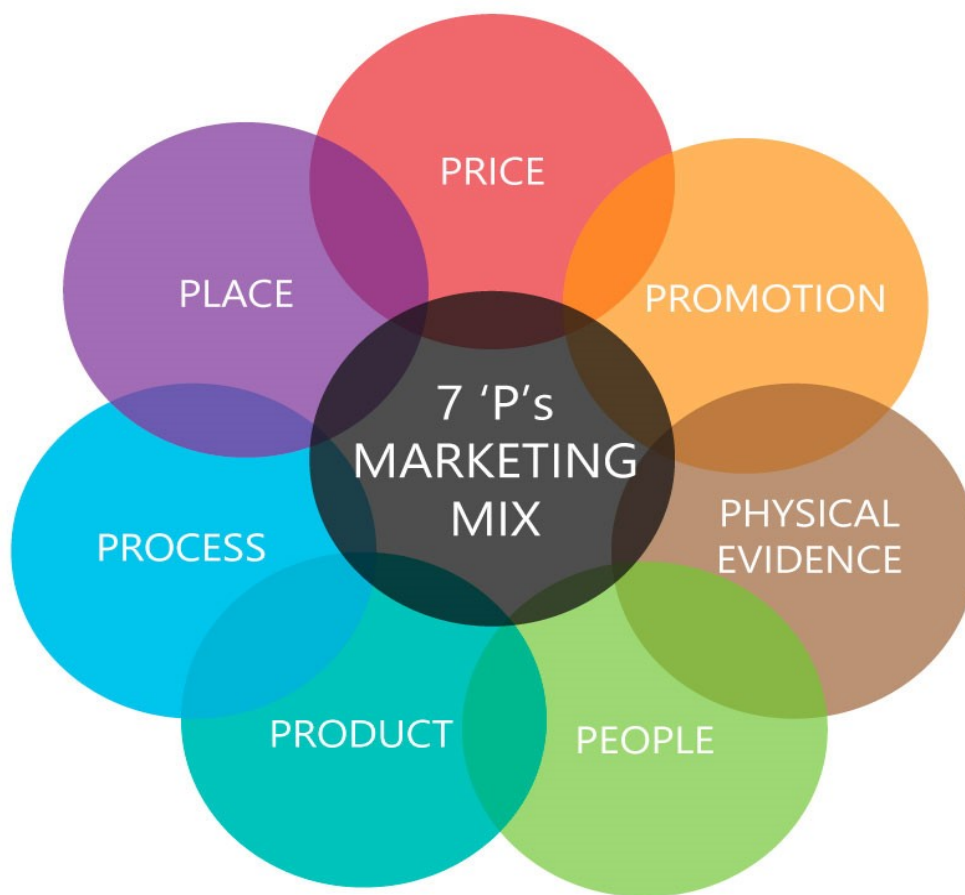 PRICE
PLACE
PROMOTION
7 ‘P’s
MARKETING
MIX
PHYSICAL
EVIDENCE
PROCESS
PRODUCT
PEOPLE